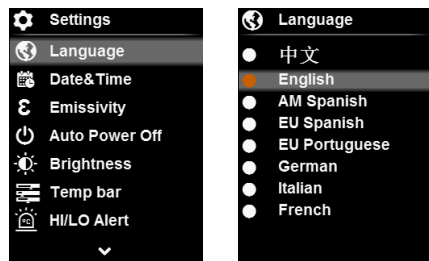 Settings
Language
Date&Time
Emissivity
Auto Power Off
Brightness
Temp bar
HI/LO Alert
Language
中文
English
AM Spanish
EU Spanish
EU Portuguese
German
Italian
French